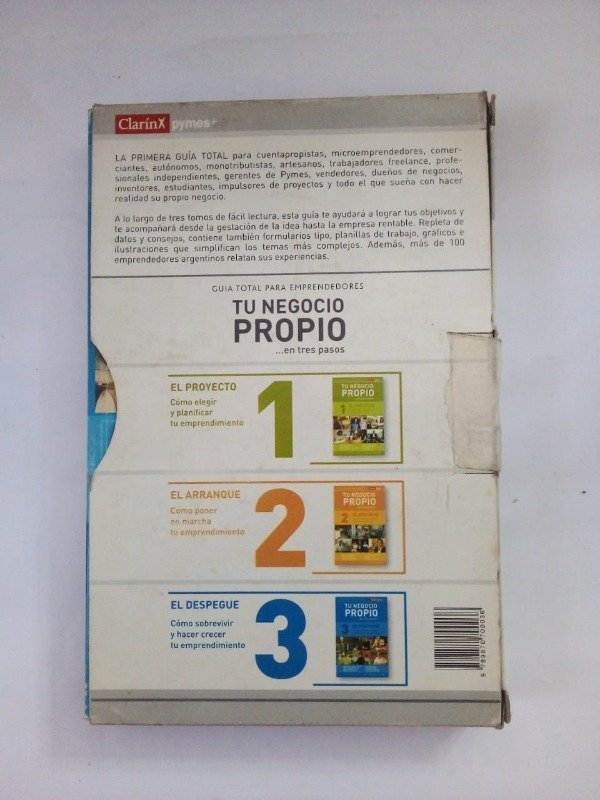 ClarínX pymes+
LA PRIMERA GUÍA TOTAL para cuentapropistas, microemprendedores, comer-
ciantes, autónomos, monotributistas, artesanos, trabajadores freelance, profe-
sionales independientes, gerentes de Pymes, vendedores, dueños de negocios,
inventores, estudiantes, impulsores de proyectos y todo el que sueña con hacer
realidad su propio negocio.
A lo largo de tres tomos de fácil lectura, esta guía te ayudará a lograr tus objetivos y
te acompañará desde la gestación de la idea hasta la empresa rentable. Repleta de
datos y consejos, contiene también formularios tipo, planillas de trabajo, gráficos e
ilustraciones que simplifican los temas más complejos. Además, más de 100
emprendedores argentinos relatan sus experiencias.
GUIA TOTAL PARA EMPRENDEDORES
TU NEGOCIO
PROPIO
...en tres pasos
EL PROYECTO
Cómo elegir
y planificar
tu emprendimiento
1
TU NEGOCIO
PROPIO
1
EL ARRANQUE
Cómo poner
en marcha
tu emprendimiento
2
TU NEGOCIO
PROPIO
2
EL DESPEGUE
Cómo sobrevivir
y hacer crecer
tu emprendimiento
3
TU NEGOCIO
PROPIO
3